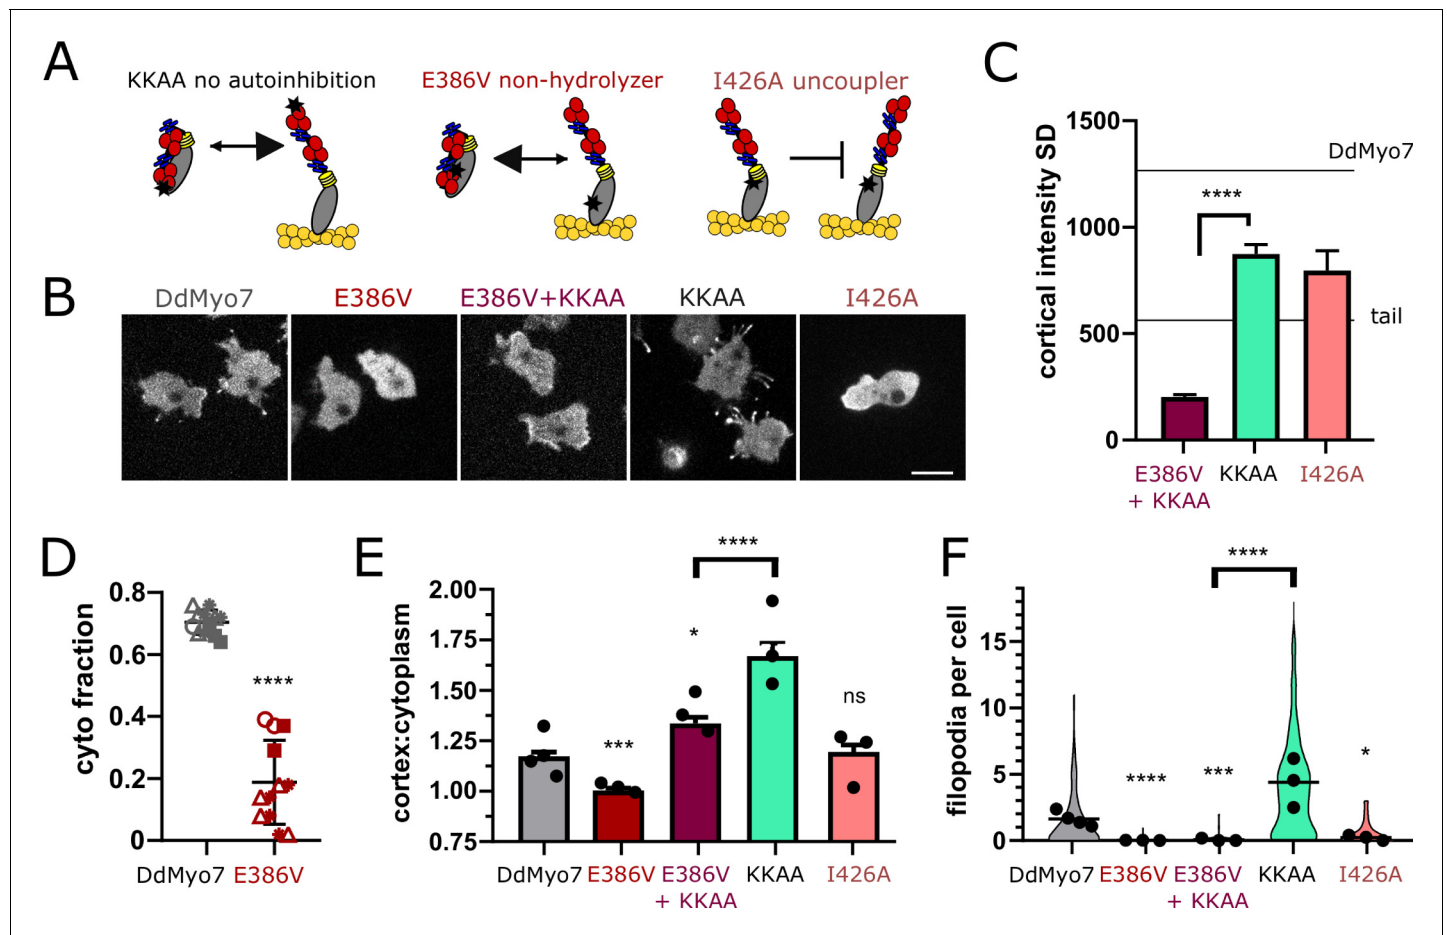 A
KKAA no autoinhibition
E386V non-hydrolyzer
I426A uncoupler
B
DdMyo7
E386V
E386V+KKAA
KKAA
I426A
C
cortical intensity SD
1500
1000
500
0
DdMyo7
tail
****
E386V
+ KKAA
KKAA
I426A
D
cyto fraction
0.8
0.6
0.4
0.2
0
****
DdMyo7
E386V
E
cortex:cytoplasm
2.00
1.75
1.50
1.25
1.00
0.75
****
***
*
ns
DdMyo7
E386V
E386V
+ KKAA
KKAA
I426A
F
filopodia per cell
15
10
5
0
****
****
***
*
DdMyo7
E386V
E386V
+ KKAA
KKAA
I426A